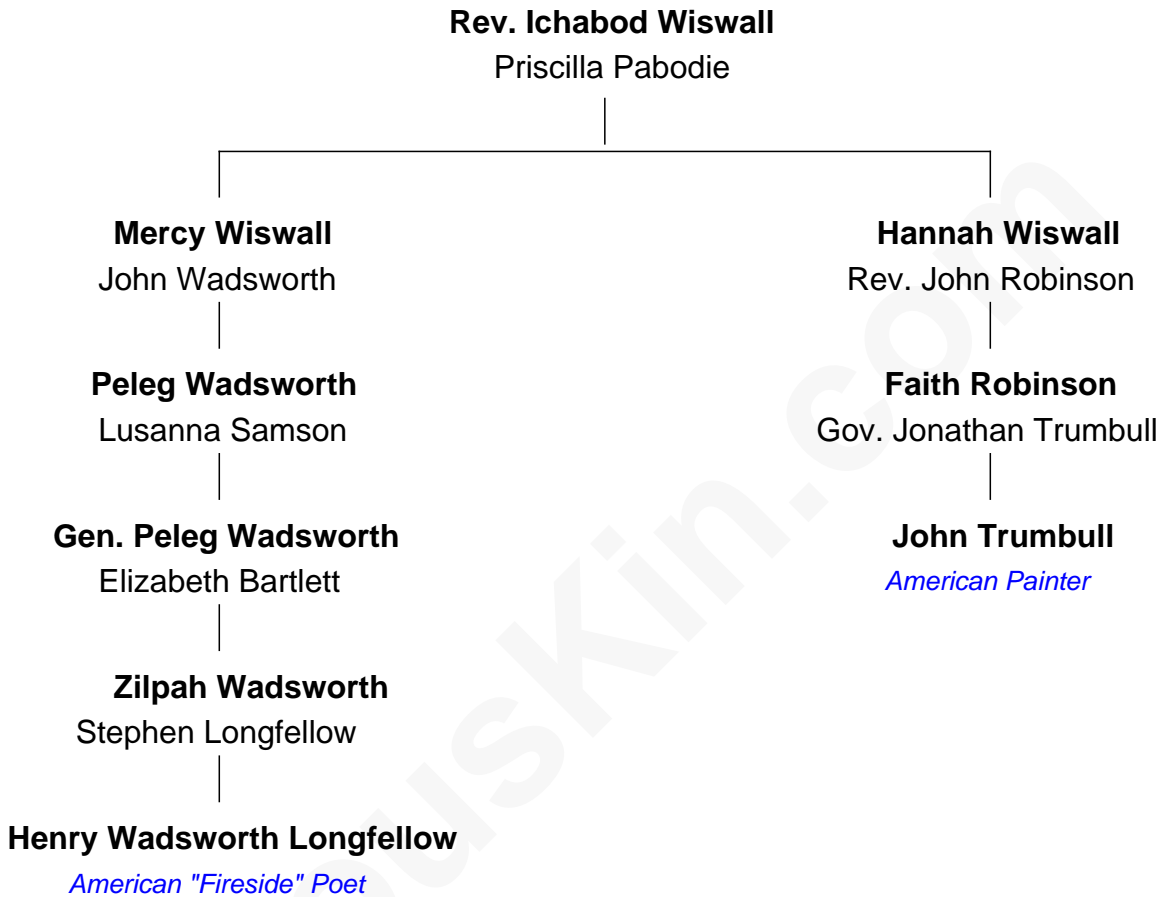 Rev. Ichabod Wiswall
Priscilla Pabodie
Mercy Wiswall
John Wadsworth
Hannah Wiswall
Rev. John Robinson
Peleg Wadsworth
Lusanna Samson
Faith Robinson
Gov. Jonathan Trumbull
Gen. Peleg Wadsworth
Elizabeth Bartlett
John Trumbull
American Painter
Zilpah Wadsworth
Stephen Longfellow
Henry Wadsworth Longfellow
American "Fireside" Poet